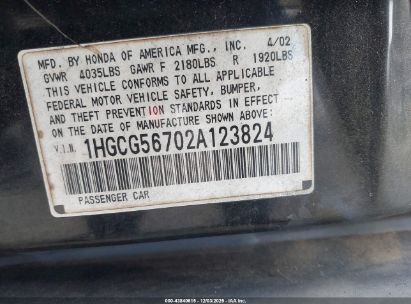 MFD. BY HONDA OF AMERICA MFG., INC. 4/02
GVWR 4035LBS GAWR F 2180LBS R 1920LBS
THIS VEHICLE CONFORMS TO ALL APPLICABLE
FEDERAL MOTOR VEHICLE SAFETY, BUMPER,
AND THEFT PREVENTION STANDARDS IN EFFECT
ON THE DATE OF MANUFACTURE SHOWN ABOVE.
V.I.N. 1HGCG56702A123824
PASSENGER CAR